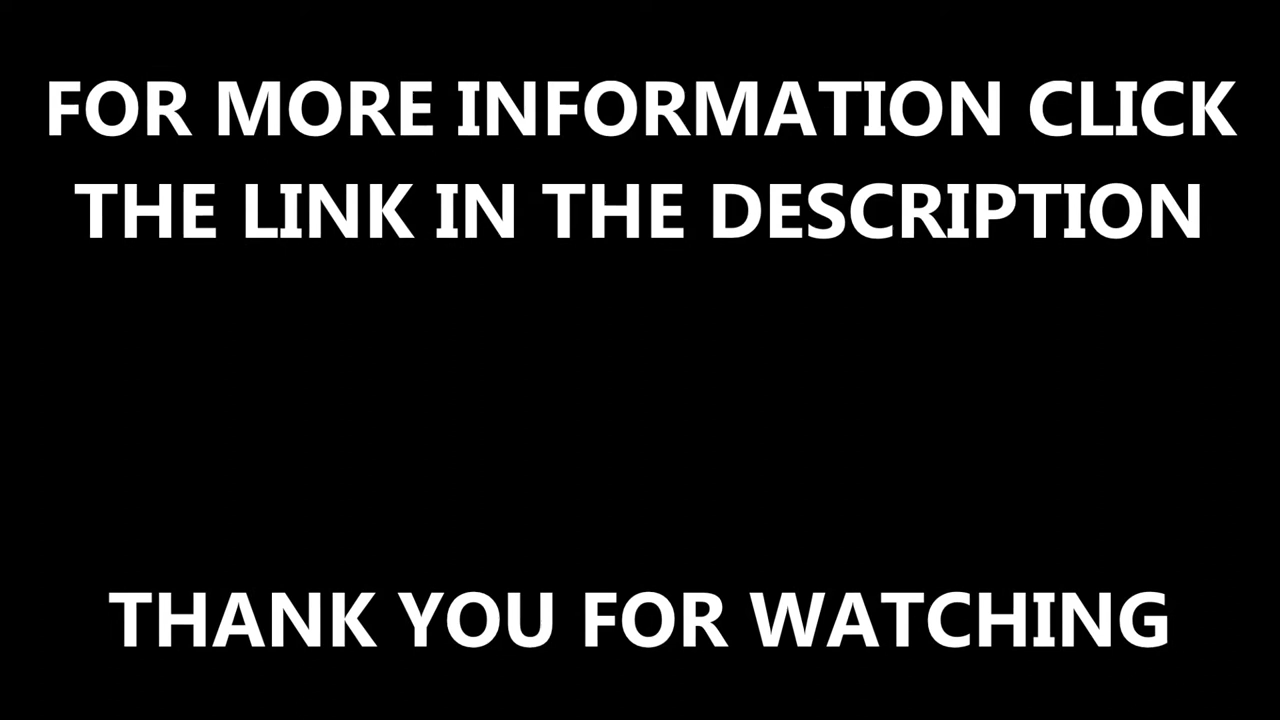 FOR MORE INFORMATION CLICK
THE LINK IN THE DESCRIPTION
THANK YOU FOR WATCHING